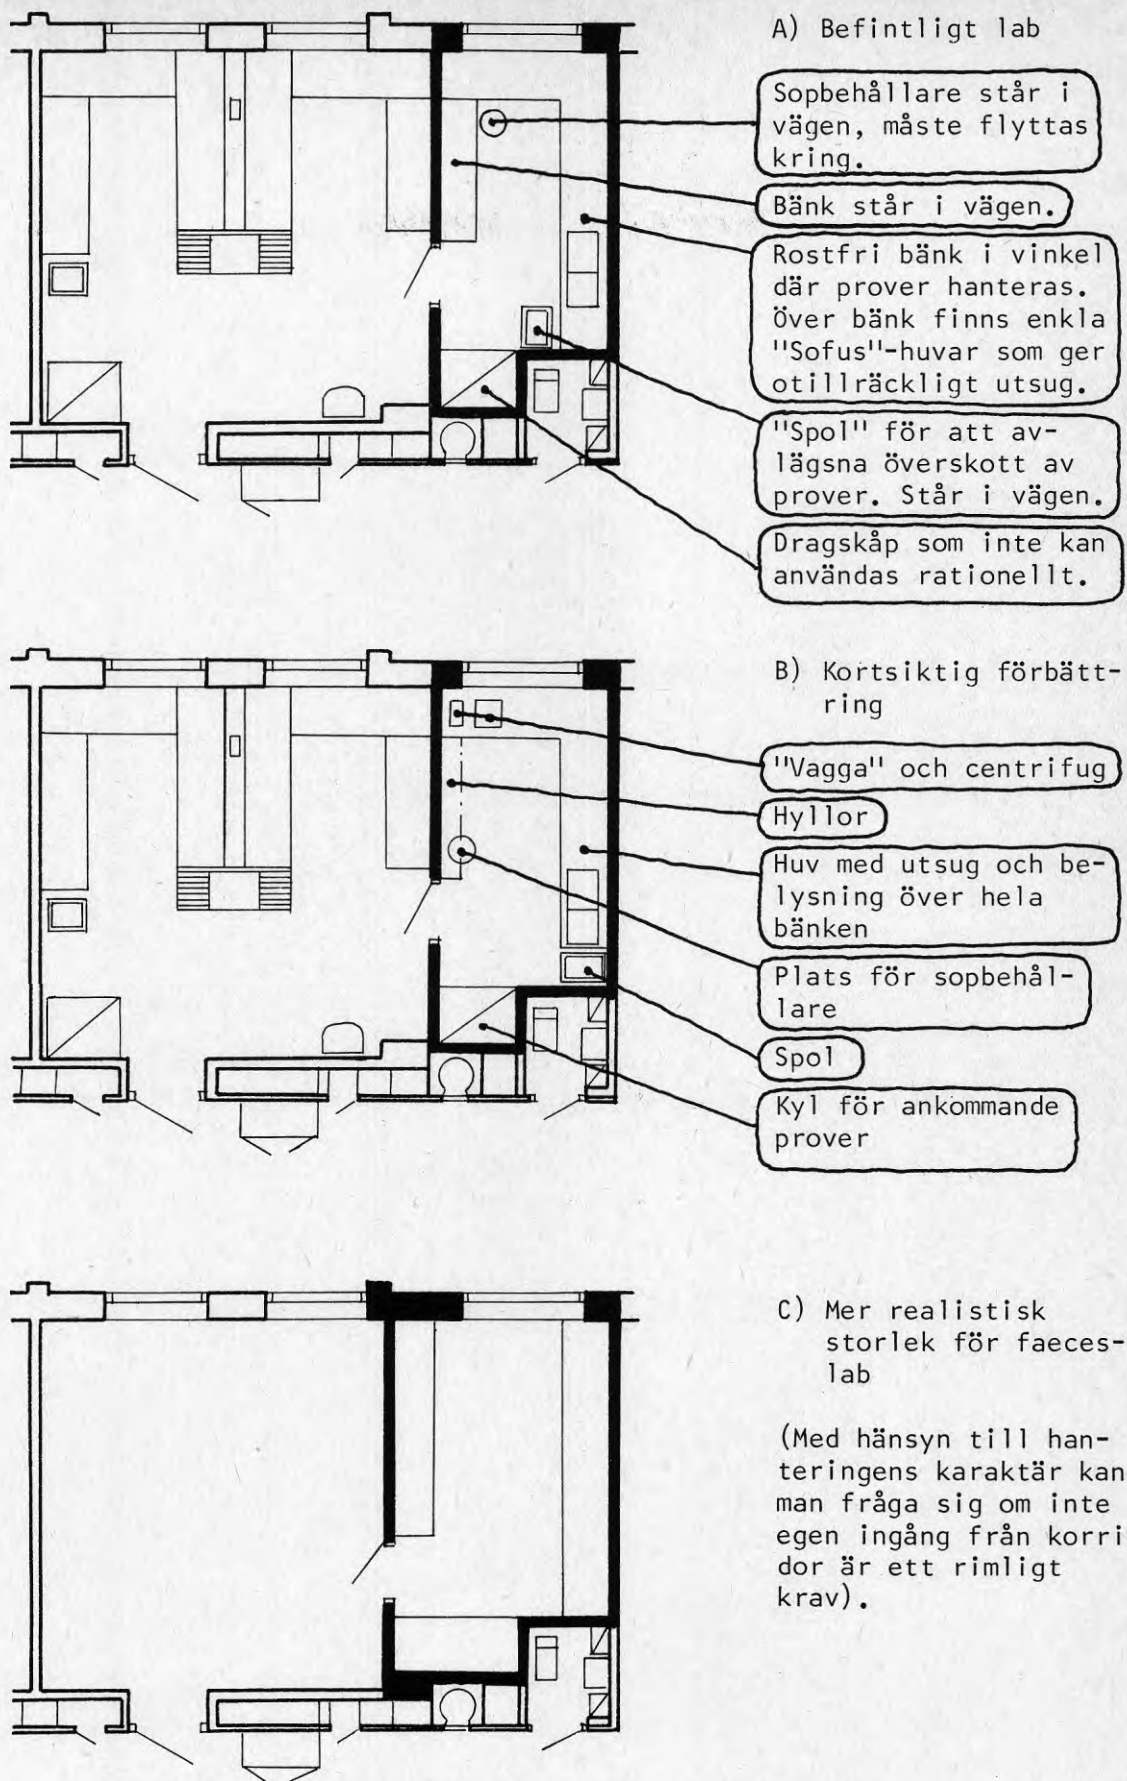 A) Befintligt lab
Sopbehållare står i
vägen, måste flyttas
kring.
Bänk står i vägen.
Rostfri bänk i vinkel
där prover hanteras.
Över bänk finns enkla
"Sofus"-huvar som ger
otillräckligt utsug.
"Spol" för att av-
lägsna överskott av
prover. Står i vägen.
Dragskåp som inte kan
användas rationellt.
B) Kortsiktig förbätt-
ring
"Vagga" och centrifug
Hyllor
Huv med utsug och be-
lysning över hela
bänken
Plats för sopbehål-
lare
Spol
Kyl för ankommande
prover
C) Mer realistisk
storlek för faeces-
lab
(Med hänsyn till han-
teringens karaktär kan
man fråga sig om inte
egen ingång från korri
dor är ett rimligt
krav).